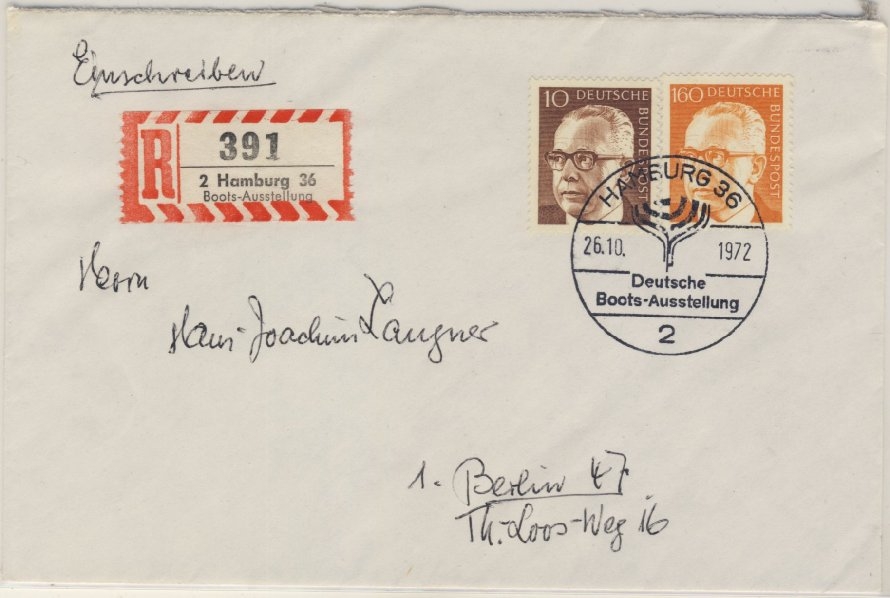 Einschreiben
R
391
2 Hamburg 36
Boots-Ausstellung
10 DEUTSCHE
BUNDESPOST
160 DEUTSCHE
BUNDESPOST
HAMBURG 36
26.10. 1972
Deutsche
Boots-Ausstellung
2
Herrn
Hans-Joachim Langner
1. Berlin 47.
Th.-Loos-Weg 16